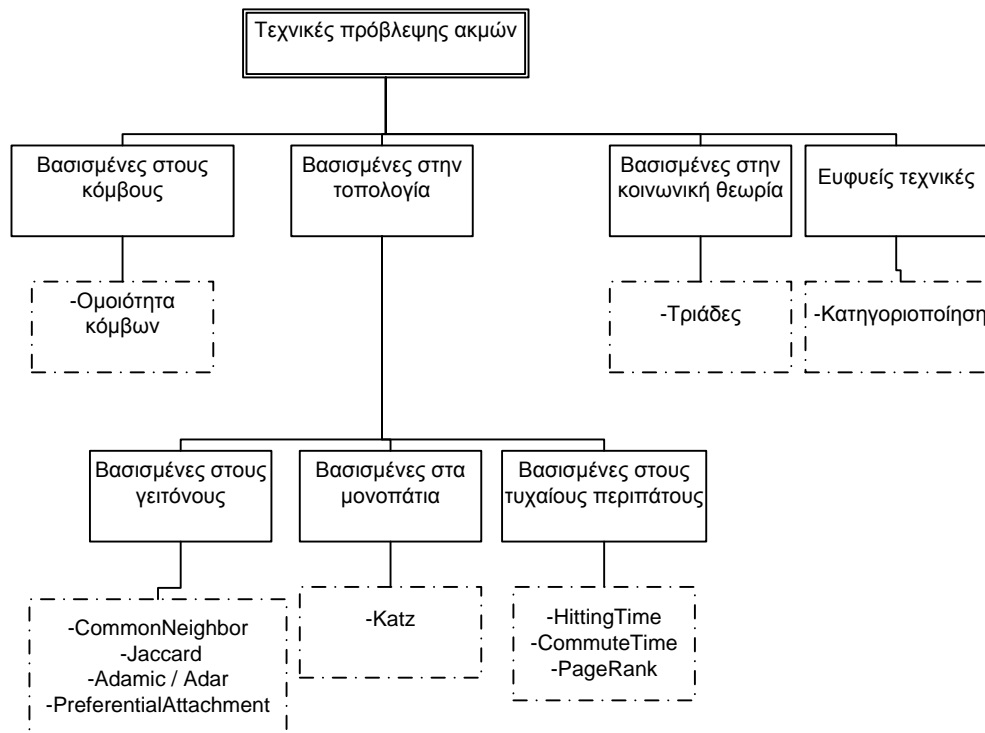 Τεχνικές πρόβλεψης ακμών
Βασισμένες στους
κόμβους
Βασισμένες στην
τοπολογία
Βασισμένες στην
κοινωνική θεωρία
Ευφυείς τεχνικές
-Ομοιότητα
κόμβων
-Τριάδες
-Κατηγοριοποίηση
Βασισμένες στους
γειτόνους
Βασισμένες στα
μονοπάτια
Βασισμένες στους
τυχαίους περιπάτους
-CommonNeighbor
-Jaccard
-Adamic / Adar
-PreferentialAttachment
-Katz
-HittingTime
-CommuteTime
-PageRank